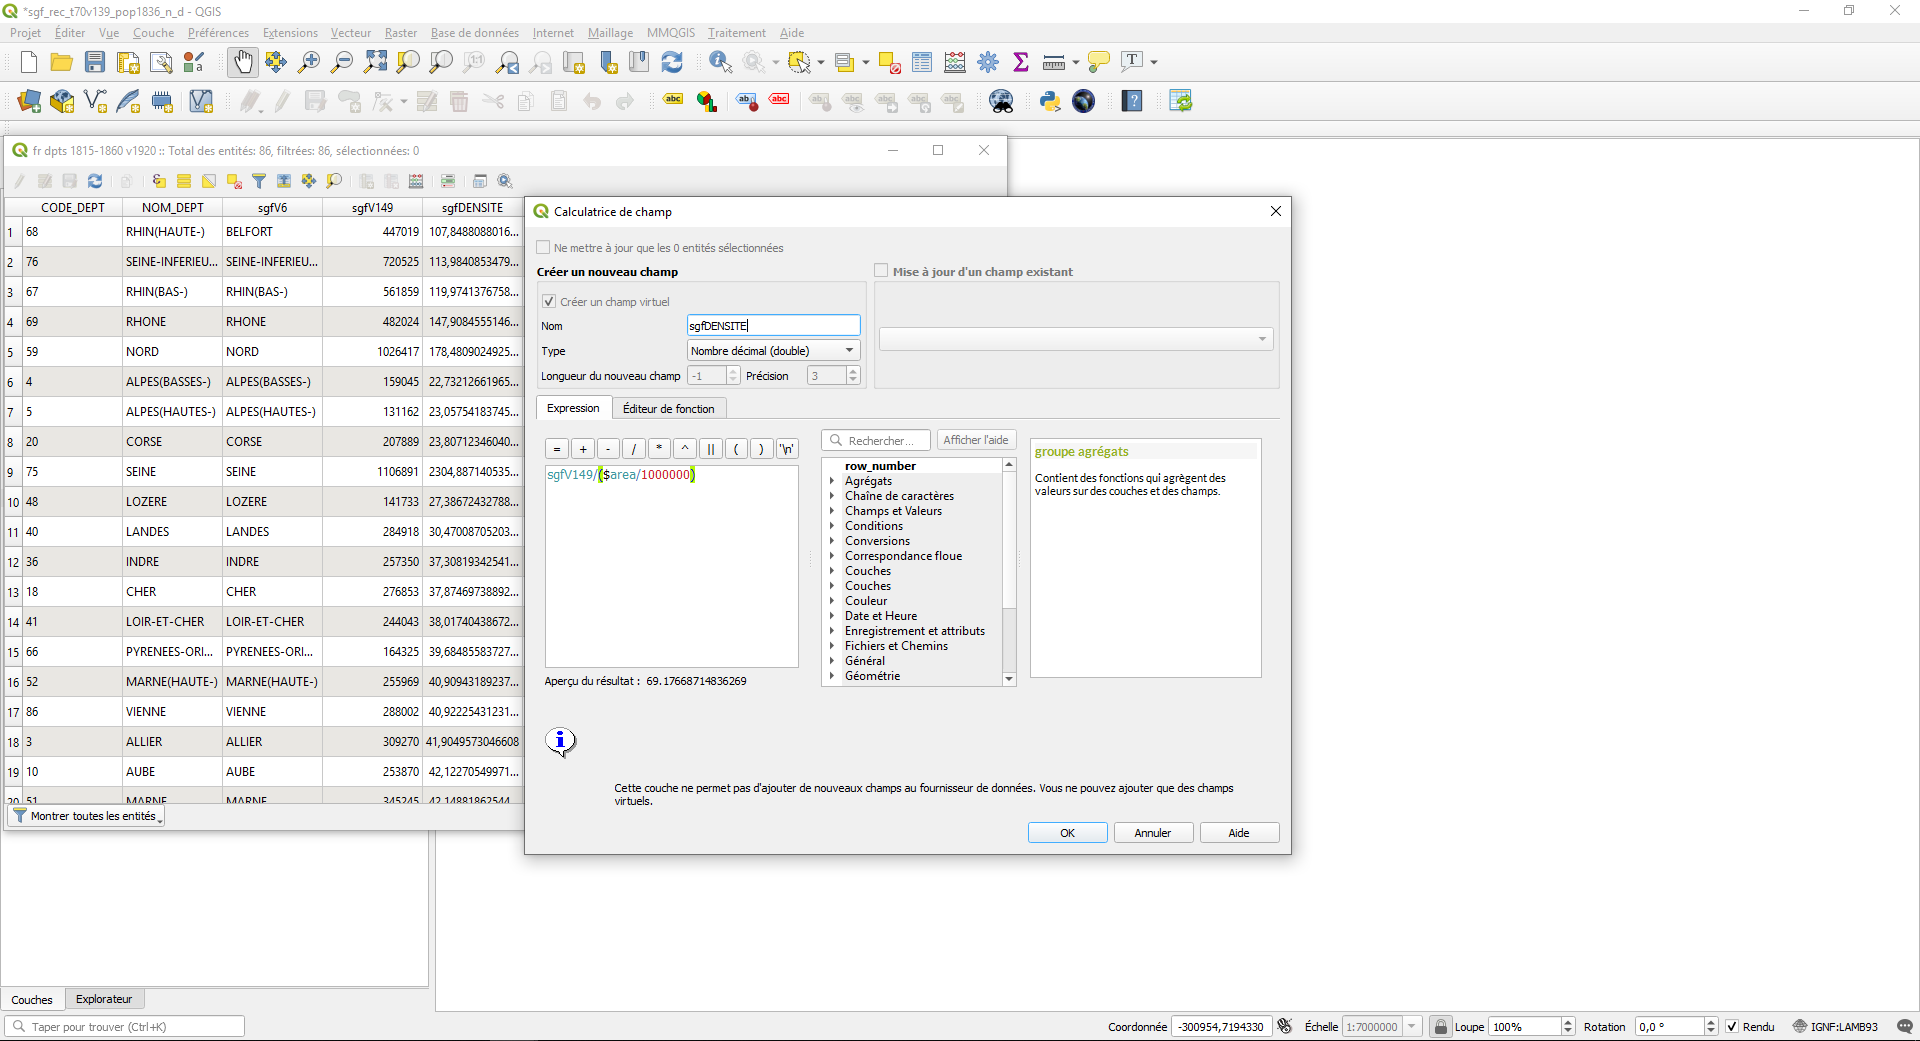 *sgf_rec_t70v139_pop1836_n_d - QGIS
Projet Éditer Vue Couche Préférences Extensions Vecteur Raster Base de données Internet Maillage MMQGIS Traitement Aide
fr dpts 1815-1860 v1920 :: Total des entités: 86, filtrées: 86, sélectionnées: 0
CODE_DEPT NOM_DEPT sgfV6 sgfV149 sgfDENSITE
1 68 RHIN(HAUTE-) BELFORT 447019 107,8488088016...
2 76 SEINE-INFERIEU... SEINE-INFERIEU... 720525 113,9840853479...
3 67 RHIN(BAS-) RHIN(BAS-) 561859 119,9741376758...
4 69 RHONE RHONE 482024 147,9084555146...
5 59 NORD NORD 1026417 178,4809024925...
6 4 ALPES(BASSES-) ALPES(BASSES-) 159045 22,73212661965...
7 5 ALPES(HAUTES-) ALPES(HAUTES-) 131162 23,05754183745...
8 20 CORSE CORSE 207889 23,80712346040...
9 75 SEINE SEINE 1106891 2304,887140535...
10 48 LOZERE LOZERE 141733 27,38672432788...
11 40 LANDES LANDES 284918 30,47008705203...
12 36 INDRE INDRE 257350 37,30819342541...
13 18 CHER CHER 276853 37,87469738892...
14 41 LOIR-ET-CHER LOIR-ET-CHER 244043 38,01740438672...
15 66 PYRENEES-ORI... PYRENEES-ORI... 164325 39,68485583727...
16 52 MARNE(HAUTE-) MARNE(HAUTE-) 255969 40,90943189237...
17 86 VIENNE VIENNE 288002 40,92225431231...
18 3 ALLIER ALLIER 309270 41,9049573046608
19 10 AUBE AUBE 253870 42,12270549971...
20 51 MARNE MARNE 345245 42,14881862544...
Montrer toutes les entités
Calculatrice de champ
Ne mettre à jour que les 0 entités sélectionnées
Créer un nouveau champ
Mise à jour d'un champ existant
Créer un champ virtuel
Nom sgfDENSITE
Type Nombre décimal (double)
Longueur du nouveau champ -1 Précision 3
Expression Éditeur de fonction
= + - / * ^ || ( ) '\n'
sgfV149/($area/1000000)
Aperçu du résultat : 69.17668714836269
Rechercher... Afficher l'aide
row_number
Agrégats
Chaîne de caractères
Champs et Valeurs
Conditions
Conversions
Correspondance floue
Couches
Couches
Couleur
Date et Heure
Enregistrement et attributs
Fichiers et Chemins
Général
Géométrie
groupe agrégats
Contient des fonctions qui agrègent des
valeurs sur des couches et des champs.
Cette couche ne permet pas d'ajouter de nouveaux champs au fournisseur de données. Vous ne pouvez ajouter que des champs
virtuels.
OK Annuler Aide
Couches Explorateur
Taper pour trouver (Ctrl+K)
Coordonnée -300954,7194330 Échelle 1:7000000 Loupe 100% Rotation 0,0 ° Rendu IGNF:LAMB93